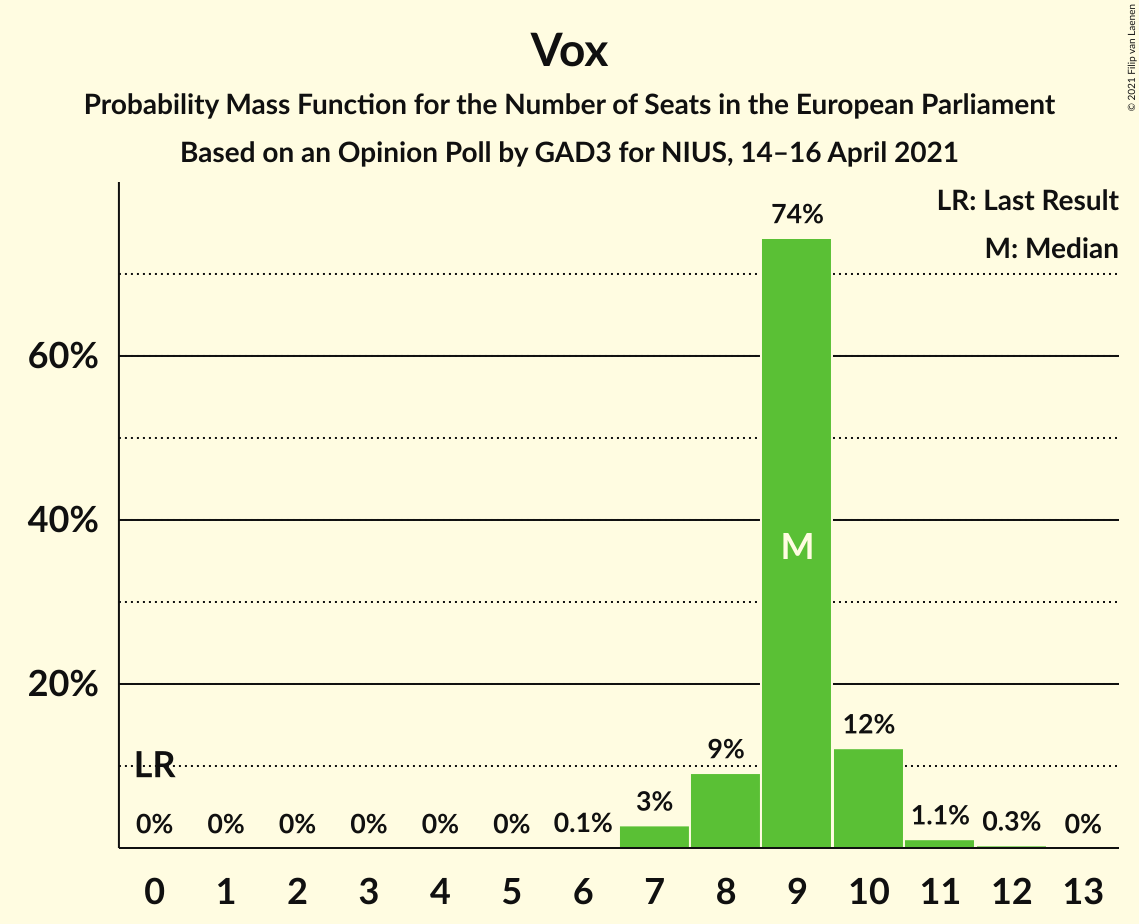 Vox
Probability Mass Function for the Number of Seats in the European Parliament
Based on an Opinion Poll by GAD3 for NIUS, 14–16 April 2021
© 2021 Filip van Laenen
LR: Last Result
M: Median
74%
60%
40%
M
20%
12%
9%
LR
3%
0% 0% 0% 0% 0% 0% 0.1% 1.1% 0.3% 0%
0 1 2 3 4 5 6 7 8 9 10 11 12 13